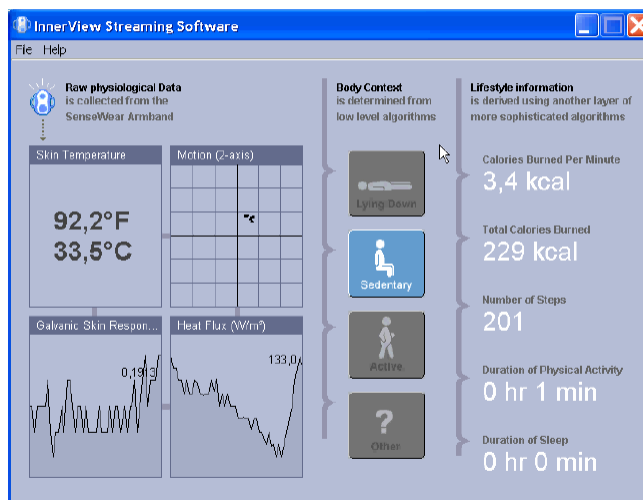 InnerView Streaming Software
File Help
Raw physiological Data
is collected from the
SenseWear Armband
Body Context
is determined from
low level algorithms
Lifestyle information
is derived using another layer of
more sophisticated algorithms
Skin Temperature
92,2°F
33,5°C
Motion (2-axis)
Galvanic Skin Respon...
0,1913
Heat Flux (W/m²)
133,0
Lying Down
Sedentary
Active
?
Other
Calories Burned Per Minute
3,4 kcal
Total Calories Burned
229 kcal
Number of Steps
201
Duration of Physical Activity
0 hr 1 min
Duration of Sleep
0 hr 0 min